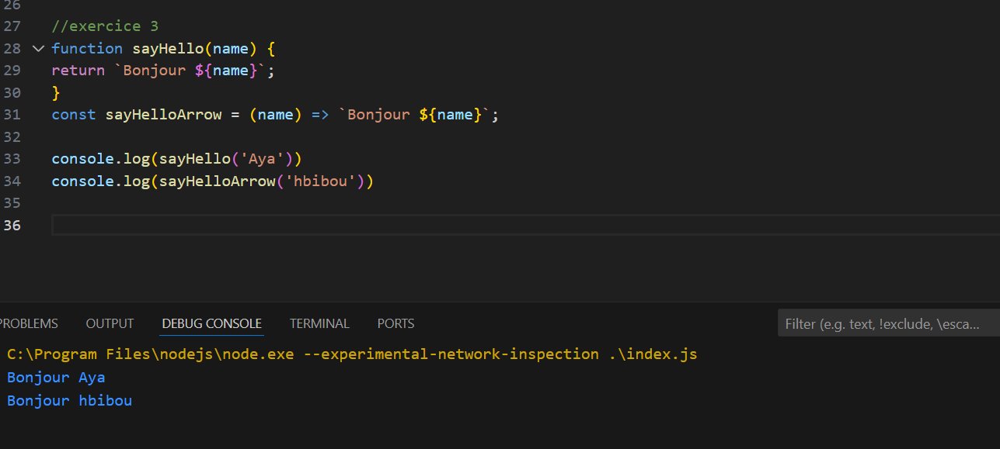 26
27 //exercice 3
28 function sayHello(name) {
29 return `Bonjour ${name}`;
30 }
31 const sayHelloArrow = (name) => `Bonjour ${name}`;
32
33 console.log(sayHello('Aya'))
34 console.log(sayHelloArrow('hbibou'))
35
36
PROBLEMS OUTPUT DEBUG CONSOLE TERMINAL PORTS Filter (e.g. text, !exclude, \esca...
C:\Program Files\nodejs\node.exe --experimental-network-inspection .\index.js
Bonjour Aya
Bonjour hbibou